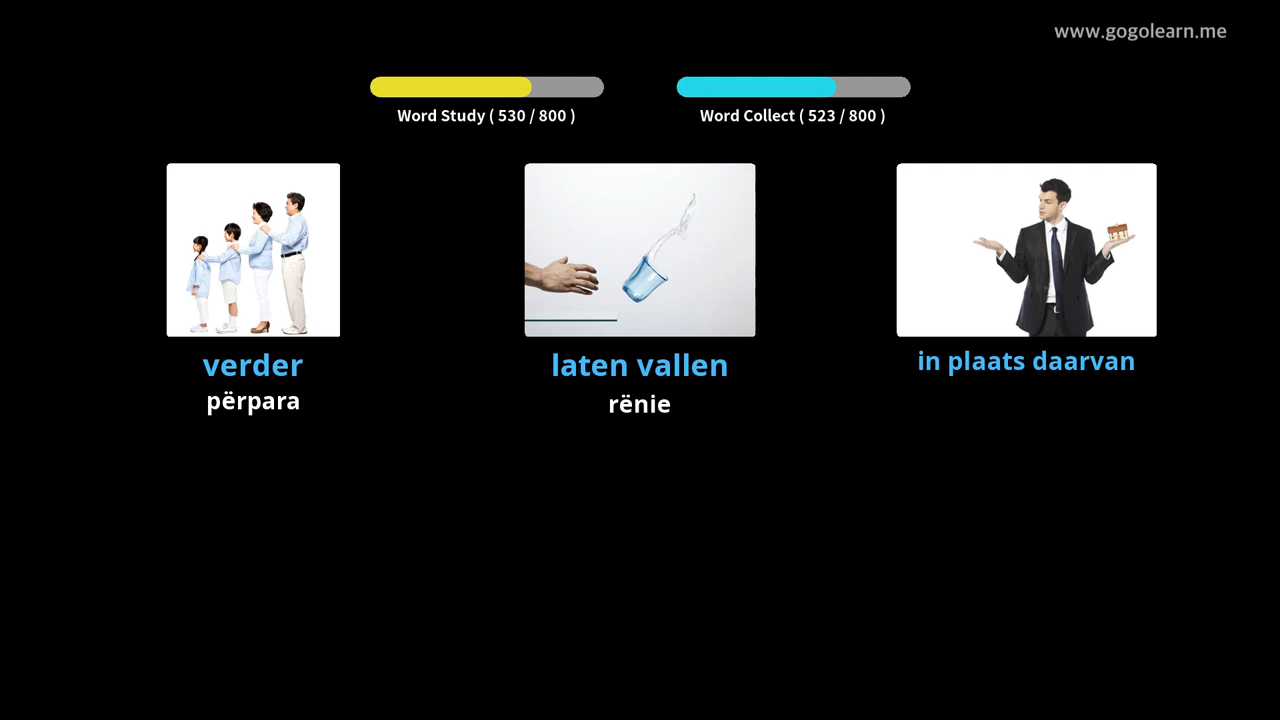 www.gogolearn.me
Word Study ( 530 / 800 )
Word Collect ( 523 / 800 )
verder
përpara
laten vallen
rënie
in plaats daarvan